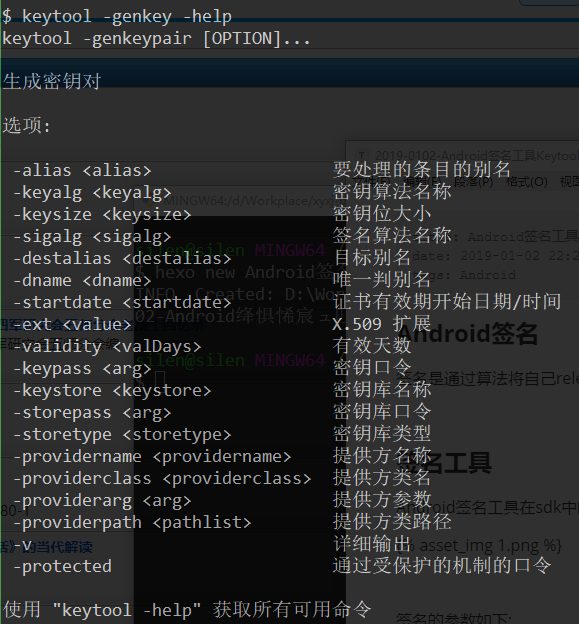 $ keytool -genkey -help
keytool -genkeypair [OPTION]...
生成密钥对
选项:
-alias <alias> 要处理的条目的别名
-keyalg <keyalg> 密钥算法名称
-keysize <keysize> 密钥位大小
-sigalg <sigalg> 签名算法名称
-destalias <destalias> 目标别名
-dname <dname> 唯一判别名
-startdate <startdate> 证书有效期开始日期/时间
-ext <value> X.509 扩展
-validity <valDays> 有效天数
-keypass <arg> 密钥口令
-keystore <keystore> 密钥库名称
-storepass <arg> 密钥库口令
-storetype <storetype> 密钥库类型
-providername <providername> 提供方名称
-providerclass <providerclass> 提供方类名
-providerarg <arg> 提供方参数
-providerpath <pathlist> 提供方类路径
-v 详细输出
-protected 通过受保护的机制的口令
使用 "keytool -help" 获取所有可用命令